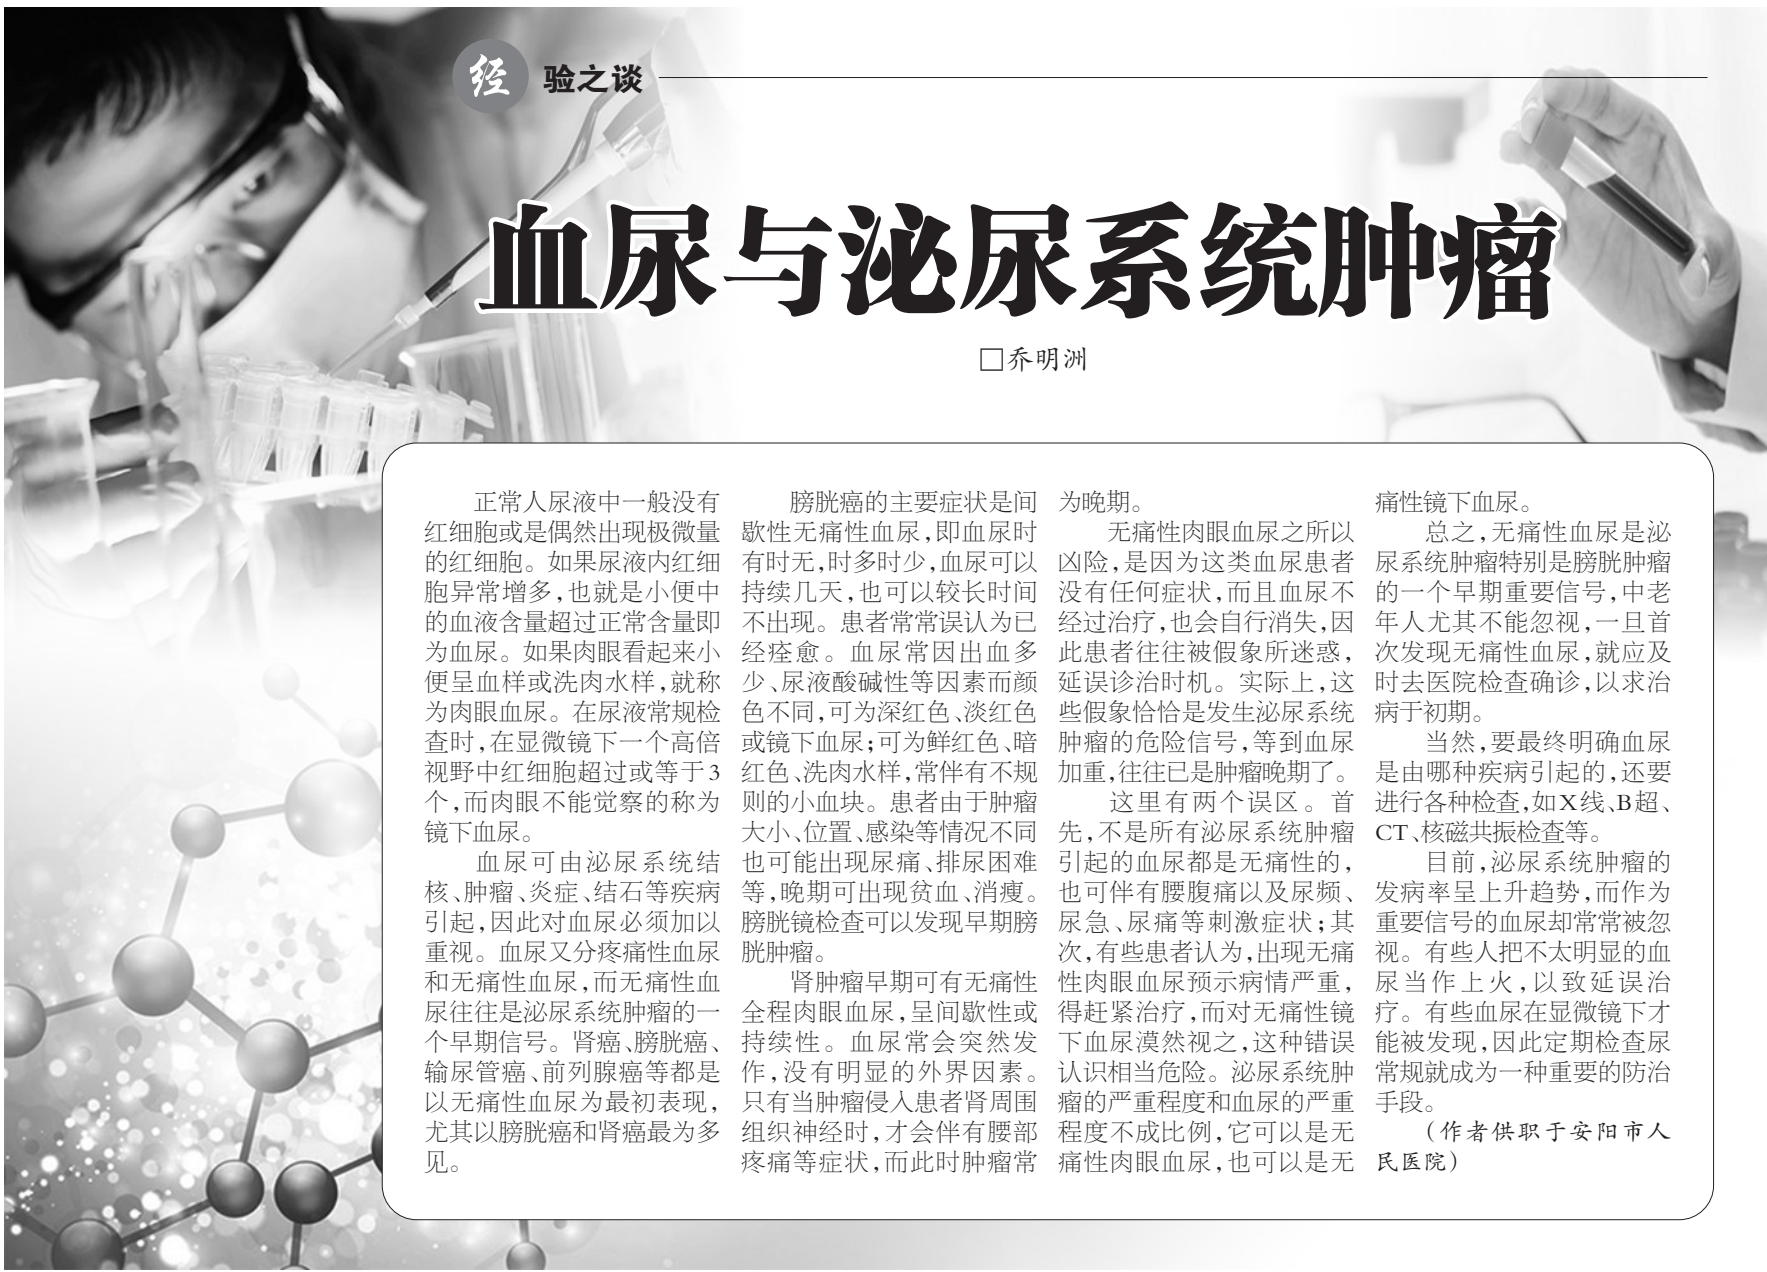 经验之谈
血尿与泌尿系统肿瘤
□乔明洲
正常人尿液中一般没有
红细胞或是偶然出现极微量
的红细胞。如果尿液内红细
胞异常增多,也就是小便中
的血液含量超过正常含量即
为血尿。如果肉眼看起来小
便呈血样或洗肉水样,就称
为肉眼血尿。在尿液常规检
查时,在显微镜下一个高倍
视野中红细胞超过或等于3
个,而肉眼不能觉察的称为
镜下血尿。
血尿可由泌尿系统结
核、肿瘤、炎症、结石等疾病
引起,因此对血尿必须加以
重视。血尿又分疼痛性血尿
和无痛性血尿,而无痛性血
尿往往是泌尿系统肿瘤的一
个早期信号。肾癌、膀胱癌、
输尿管癌、前列腺癌等都是
以无痛性血尿为最初表现,
尤其以膀胱癌和肾癌最为多
见。
膀胱癌的主要症状是间
歇性无痛性血尿,即血尿时
有时无,时多时少,血尿可以
持续几天,也可以较长时间
不出现。患者常常误认为已
经痊愈。血尿常因出血多
少、尿液酸碱性等因素而颜
色不同,可为深红色、淡红色
或镜下血尿;可为鲜红色、暗
红色、洗肉水样,常伴有不规
则的小血块。患者由于肿瘤
大小、位置、感染等情况不同
也可能出现尿痛、排尿困难
等,晚期可出现贫血、消瘦。
膀胱镜检查可以发现早期膀
胱肿瘤。
肾肿瘤早期可有无痛性
全程肉眼血尿,呈间歇性或
持续性。血尿常会突然发
作,没有明显的外界因素。
只有当肿瘤侵入患者肾周围
组织神经时,才会伴有腰部
疼痛等症状,而此时肿瘤常
为晚期。
无痛性肉眼血尿之所以
凶险,是因为这类血尿患者
没有任何症状,而且血尿不
经过治疗,也会自行消失,因
此患者往往被假象所迷惑,
延误诊治时机。实际上,这
些假象恰恰是发生泌尿系统
肿瘤的危险信号,等到血尿
加重,往往已是肿瘤晚期了。
这里有两个误区。首
先,不是所有泌尿系统肿瘤
引起的血尿都是无痛性的,
也可伴有腰腹痛以及尿频、
尿急、尿痛等刺激症状;其
次,有些患者认为,出现无痛
性肉眼血尿预示病情严重,
得赶紧治疗,而对无痛性镜
下血尿漠然视之,这种错误
认识相当危险。泌尿系统肿
瘤的严重程度和血尿的严重
程度不成比例,它可以是无
痛性肉眼血尿,也可以是无
痛性镜下血尿。
总之,无痛性血尿是泌
尿系统肿瘤特别是膀胱肿瘤
的一个早期重要信号,中老
年人尤其不能忽视,一旦首
次发现无痛性血尿,就应及
时去医院检查确诊,以求治
病于初期。
当然,要最终明确血尿
是由哪种疾病引起的,还要
进行各种检查,如X线、B超、
CT、核磁共振检查等。
目前,泌尿系统肿瘤的
发病率呈上升趋势,而作为
重要信号的血尿却常常被忽
视。有些人把不太明显的血
尿当作上火,以致延误治
疗。有些血尿在显微镜下才
能被发现,因此定期检查尿
常规就成为一种重要的防治
手段。
(作者供职于安阳市人
民医院)